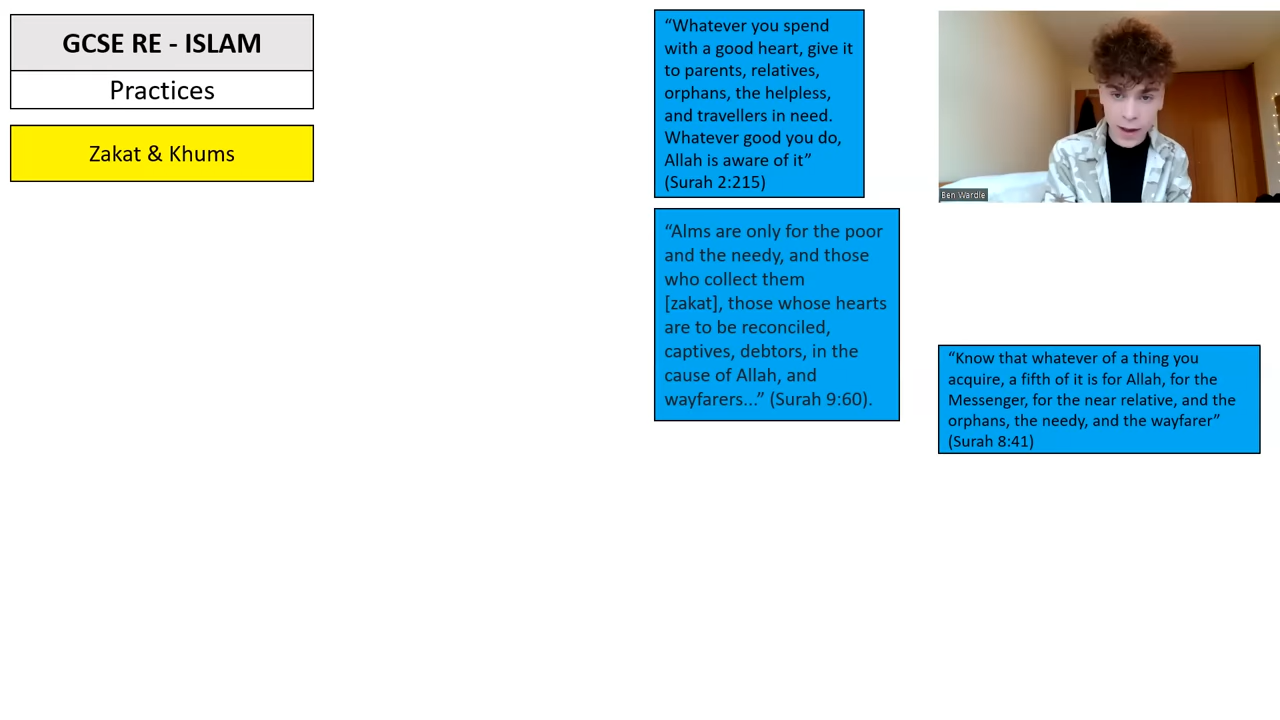 GCSE RE - ISLAM
Practices
Zakat & Khums
“Whatever you spend
with a good heart, give it
to parents, relatives,
orphans, the helpless,
and travellers in need.
Whatever good you do,
Allah is aware of it”
(Surah 2:215)
“Alms are only for the poor
and the needy, and those
who collect them
[zakat], those whose hearts
are to be reconciled,
captives, debtors, in the
cause of Allah, and
wayfarers...” (Surah 9:60).
Ben Wardle
“Know that whatever of a thing you
acquire, a fifth of it is for Allah, for the
Messenger, for the near relative, and the
orphans, the needy, and the wayfarer”
(Surah 8:41)